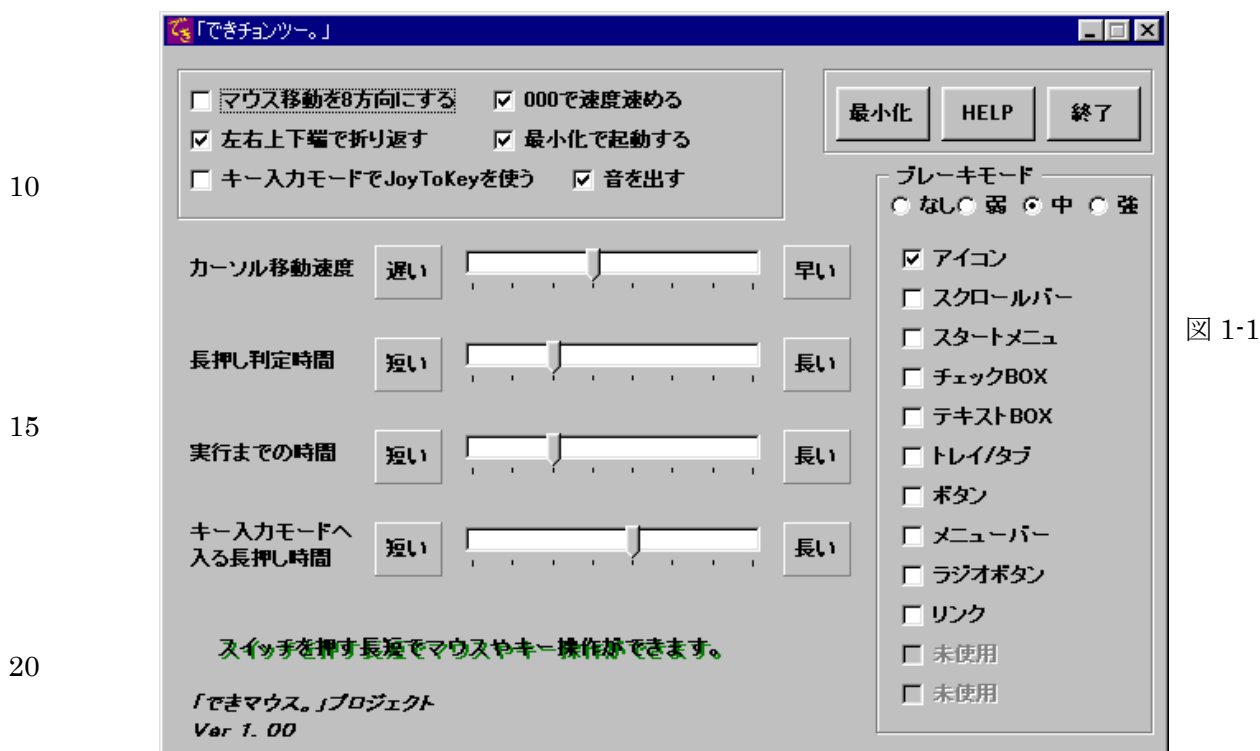 「できチョンツー。」
マウス移動を8方向にする 000で速度速める
左右上下端で折り返す 最小化で起動する
キー入力モードでJoyToKeyを使う 音を出す
最小化 HELP 終了
10
ブレーキモード
なし 弱 中 強
アイコン
スクロールバー
スタートメニュ
チェックBOX
テキストBOX
トレイ/タブ
ボタン
メニューバー
ラジオボタン
リンク
未使用
未使用
カーソル移動速度 遅い 早い
図 1-1
長押し判定時間 短い 長い
15
実行までの時間 短い 長い
キー入力モードへ
入る長押し時間 短い 長い
スイッチを押す長短でマウスやキー操作ができます。
20
「できマウス。」プロジェクト
Ver 1.00